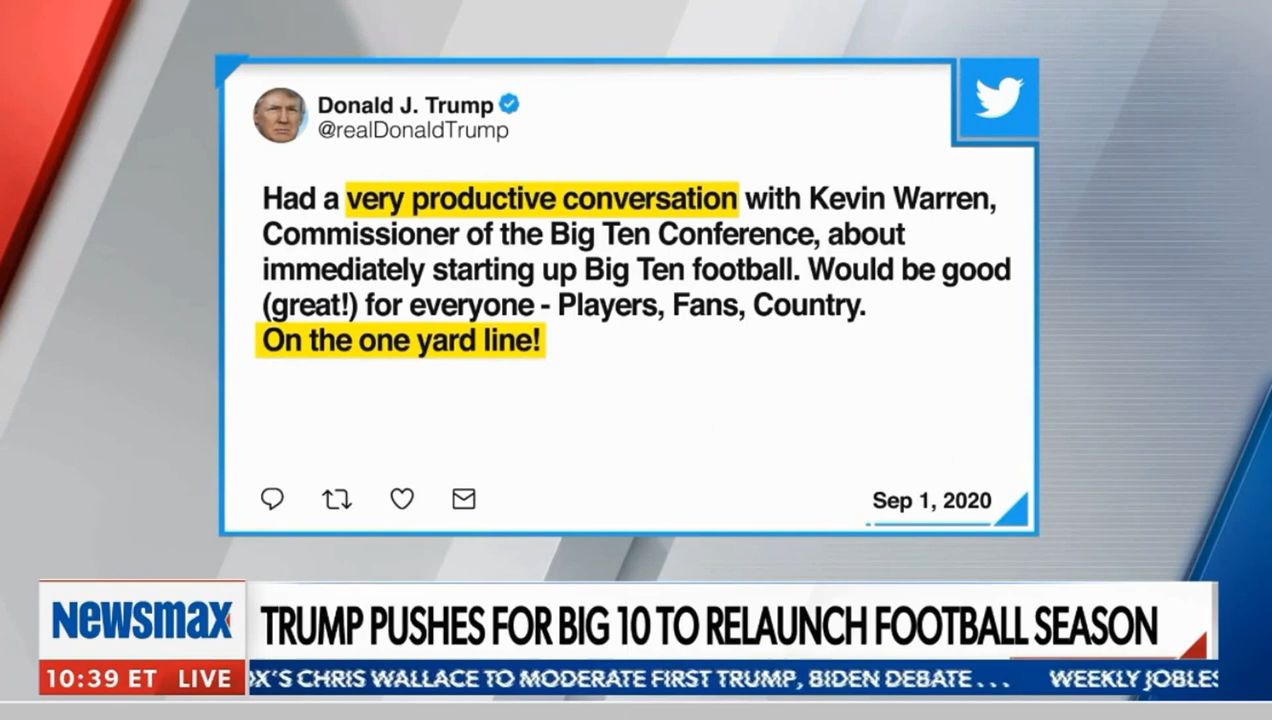 Donald J. Trump
@realDonaldTrump
Had a very productive conversation with Kevin Warren,
Commissioner of the Big Ten Conference, about
immediately starting up Big Ten football. Would be good
(great!) for everyone - Players, Fans, Country.
On the one yard line!
Sep 1, 2020
NEWSMAX
TRUMP PUSHES FOR BIG 10 TO RELAUNCH FOOTBALL SEASON
10:39 ET LIVE
X'S CHRIS WALLACE TO MODERATE FIRST TRUMP, BIDEN DEBATE . . . WEEKLY